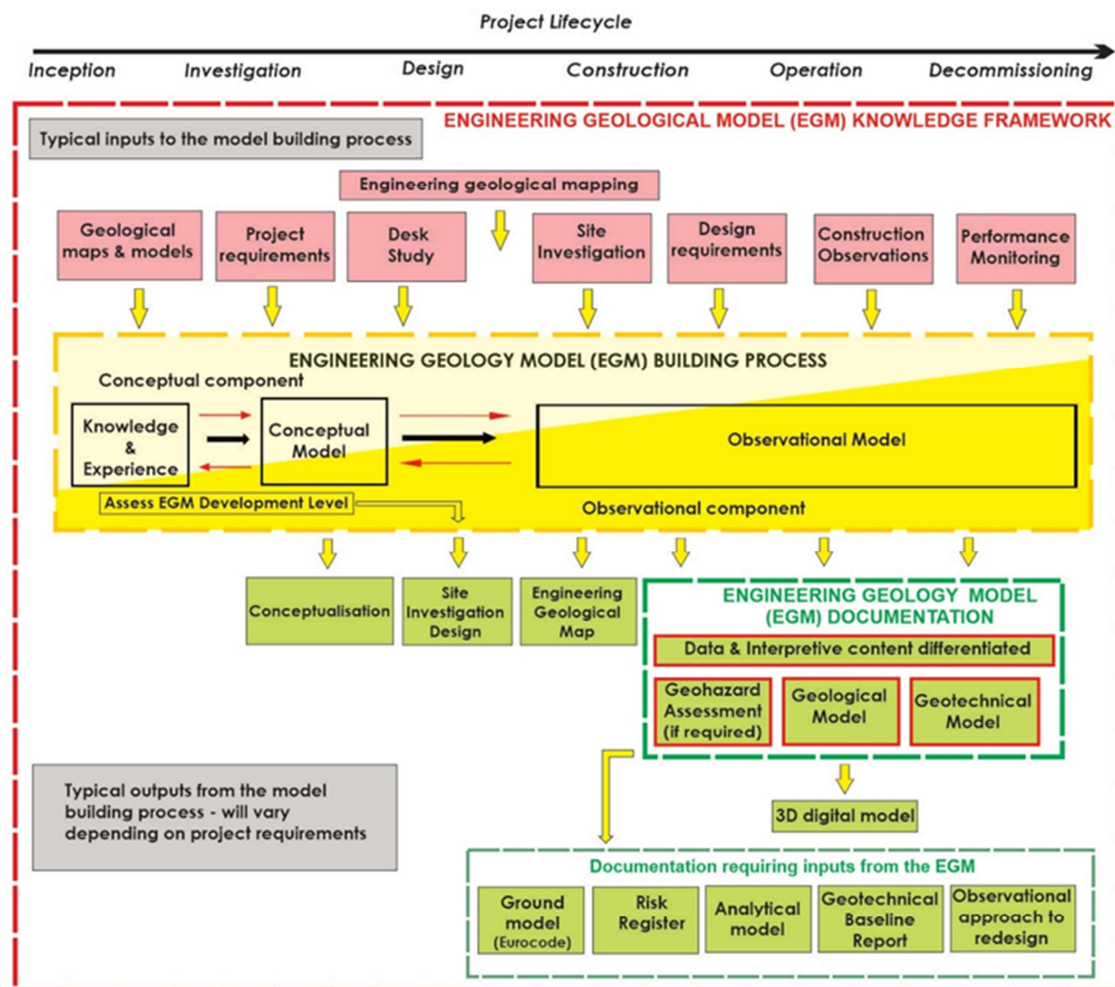 Project Lifecycle
Inception Investigation Design Construction Operation Decommissioning
ENGINEERING GEOLOGICAL MODEL (EGM) KNOWLEDGE FRAMEWORK
Typical inputs to the model building process
Engineering geological mapping
Geological
maps & models
Project
requirements
Desk
Study
Site
Investigation
Design
requirements
Construction
Observations
Performance
Monitoring
ENGINEERING GEOLOGY MODEL (EGM) BUILDING PROCESS
Conceptual component
Knowledge
&
Experience
Conceptual
Model
Observational Model
Assess EGM Development Level
Observational component
Conceptualisation
Site
Investigation
Design
Engineering
Geological
Map
ENGINEERING GEOLOGY MODEL
(EGM) DOCUMENTATION
Data & Interpretive content differentiated
Geohazard
Assessment
(if required)
Geological
Model
Geotechnical
Model
Typical outputs from the model
building process - will vary
depending on project requirements
3D digital model
Documentation requiring inputs from the EGM
Ground
model
(Eurocode)
Risk
Register
Analytical
model
Geotechnical
Baseline
Report
Observational
approach to
redesign